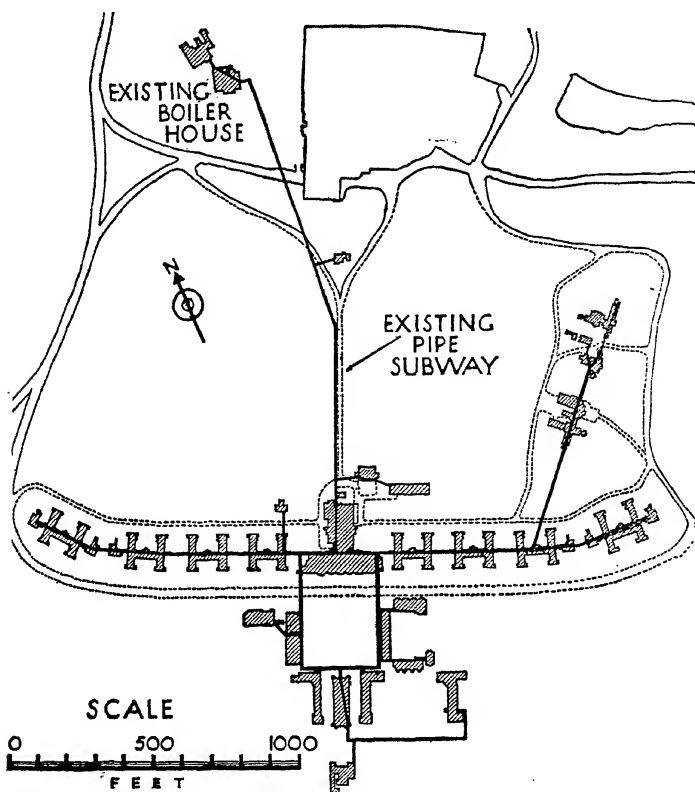 EXISTING
BOILER
HOUSE
N
EXISTING
PIPE
SUBWAY
SCALE
0 500 1000
FEET